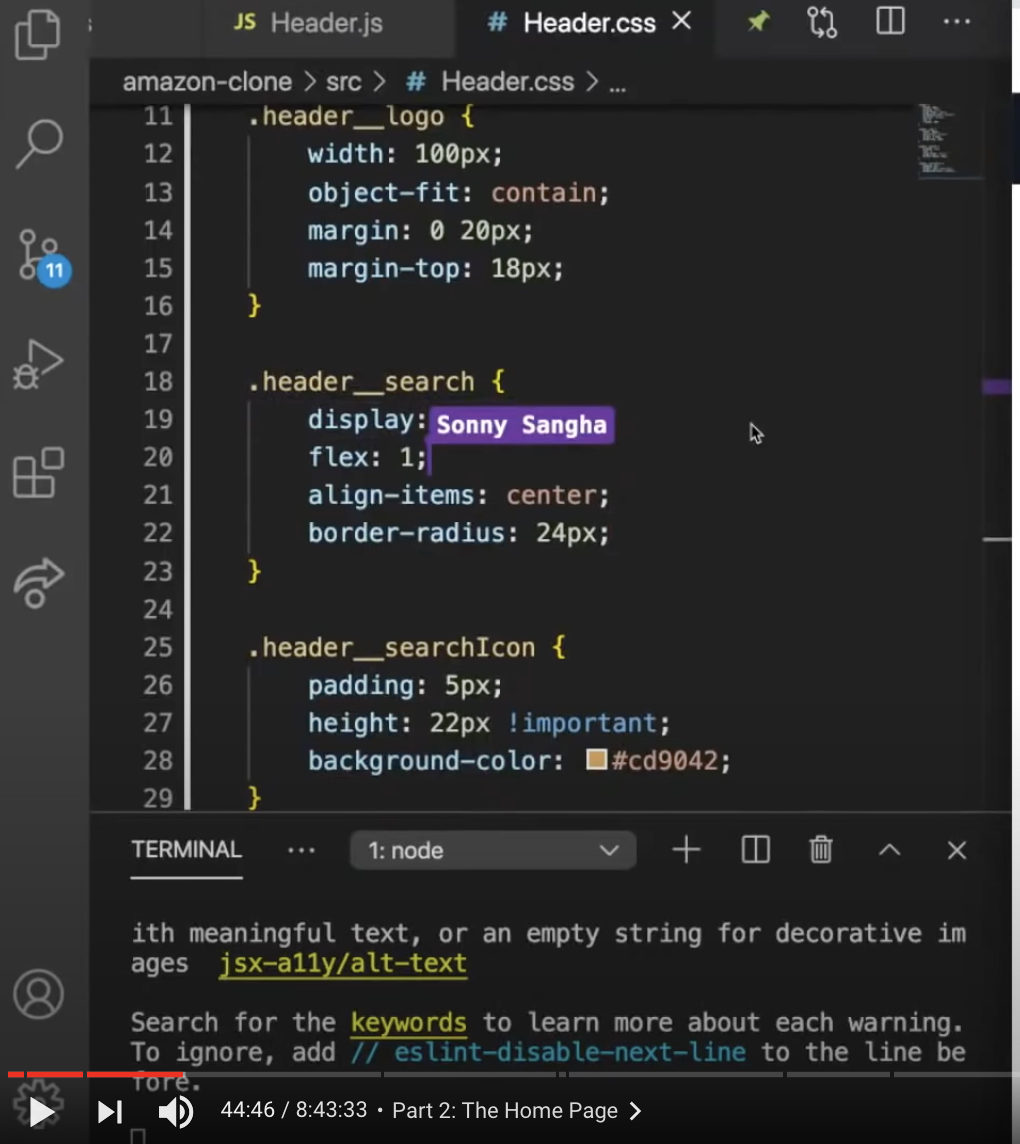 JS Header.js # Header.css
amazon-clone > src > # Header.css > ...
11 .header__logo {
12 width: 100px;
13 object-fit: contain;
14 margin: 0 20px;
15 margin-top: 18px;
16 }
17
18 .header__search {
19 display: Sonny Sangha
20 flex: 1;
21 align-items: center;
22 border-radius: 24px;
23 }
24
25 .header__searchIcon {
26 padding: 5px;
27 height: 22px !important;
28 background-color: #cd9042;
29 }
11
TERMINAL ... 1: node
ith meaningful text, or an empty string for decorative im
ages jsx-a11y/alt-text
Search for the keywords to learn more about each warning.
To ignore, add // eslint-disable-next-line to the line be
fore.
44:46 / 8:43:33 • Part 2: The Home Page >